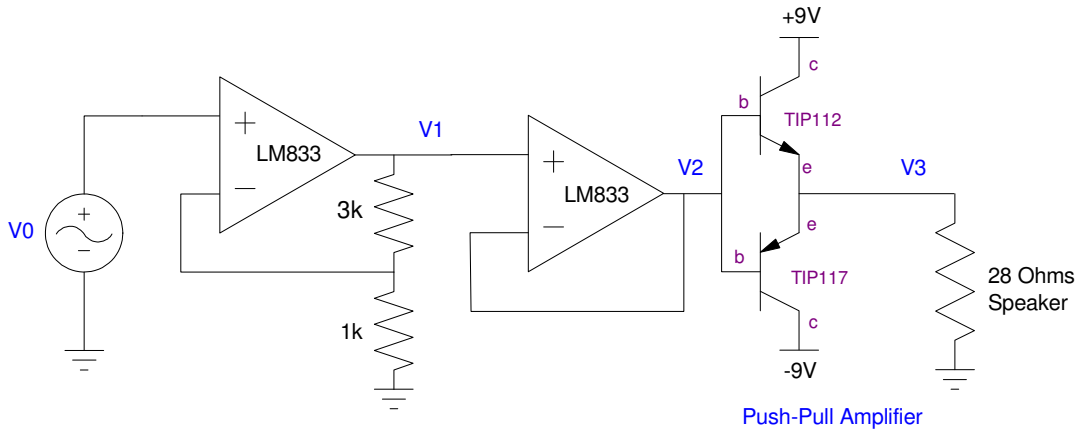 +9V
c
b
TIP112
LM833
V1
V2
e
V3
LM833
V0
3k
e
b
TIP117
28 Ohms
Speaker
1k
c
-9V
Push-Pull Amplifier